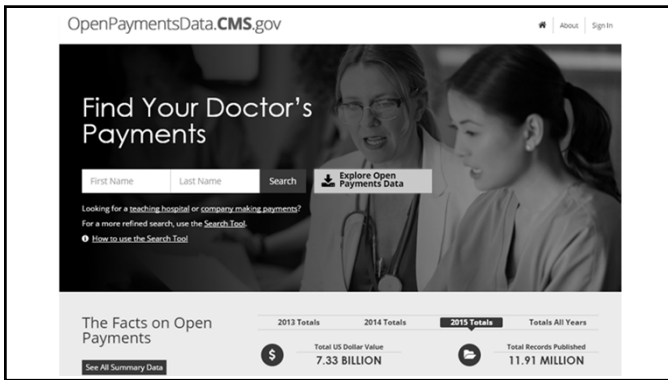 OpenPaymentsData.CMS.gov
About
Sign In
Find Your Doctor's
Payments
First Name
Last Name
Search
Explore Open
Payments Data
Looking for a teaching hospital or company making payments?
For a more refined search, use the Search Tool.
How to use the Search Tool
The Facts on Open
Payments
See All Summary Data
2013 Totals
2014 Totals
2015 Totals
Totals All Years
$
Total US Dollar Value
7.33 BILLION
Total Records Published
11.91 MILLION